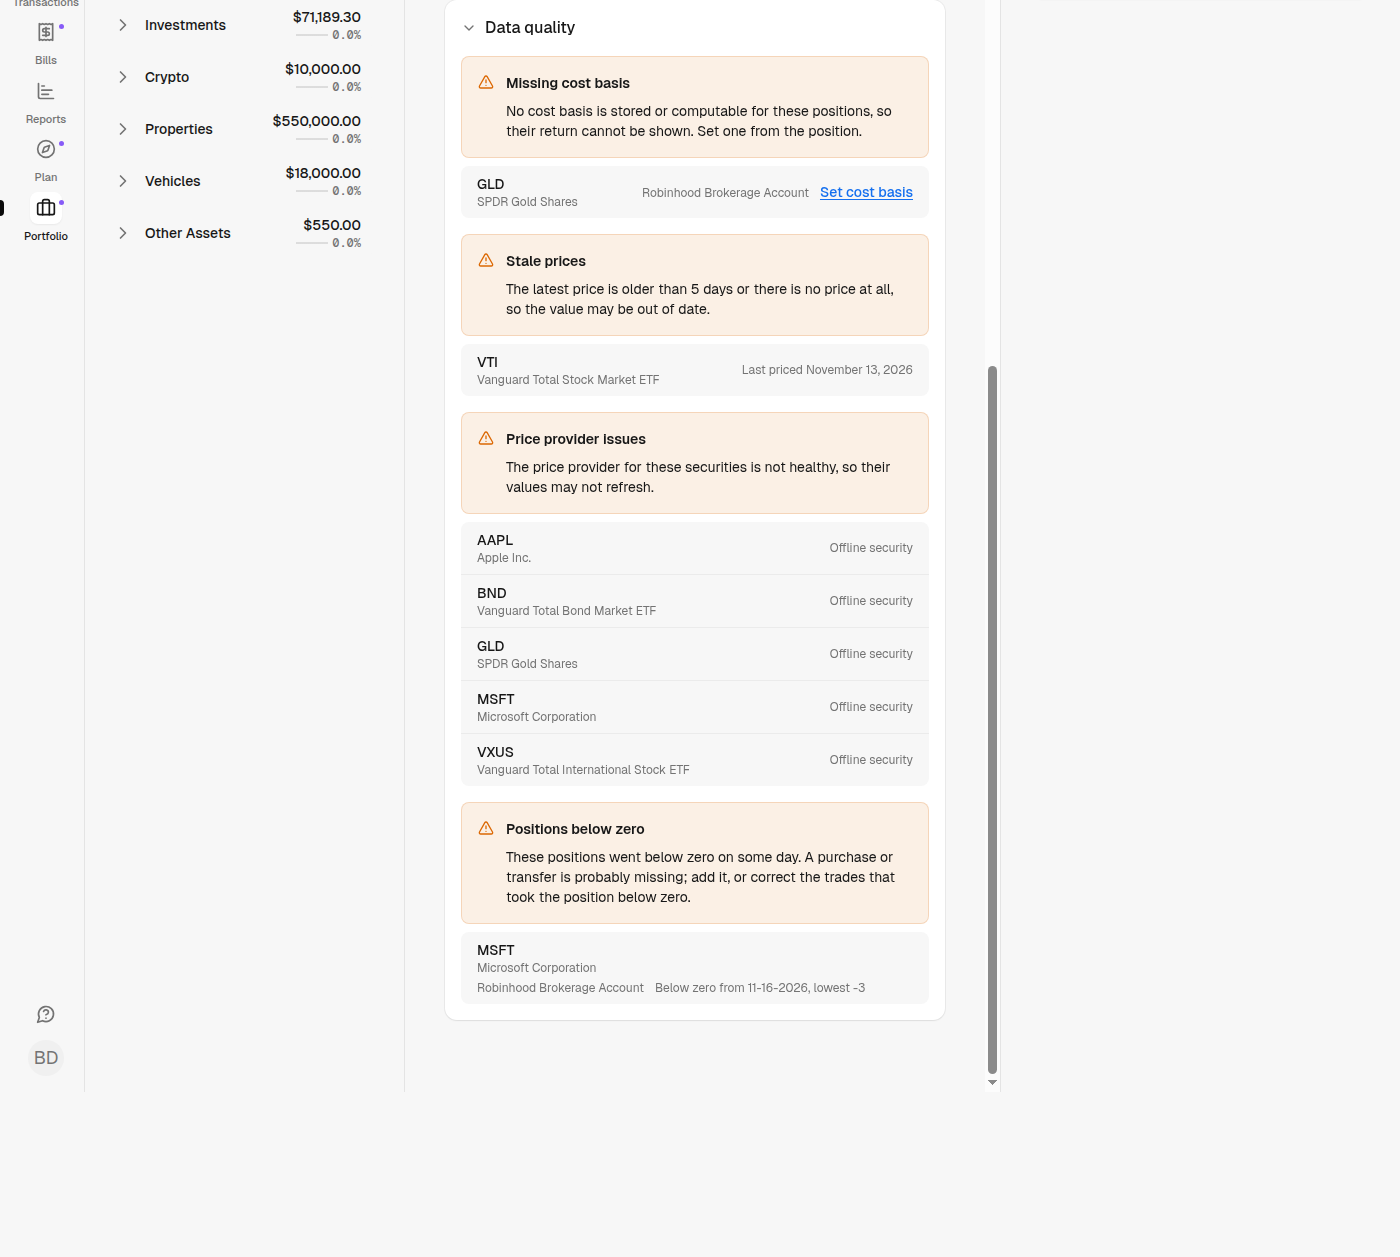 Transactions
Bills
Reports
Plan
Portfolio
BD
Investments
$71,189.30
0.0%
Crypto
$10,000.00
0.0%
Properties
$550,000.00
0.0%
Vehicles
$18,000.00
0.0%
Other Assets
$550.00
0.0%
Data quality
Missing cost basis
No cost basis is stored or computable for these positions, so
their return cannot be shown. Set one from the position.
GLD
SPDR Gold Shares
Robinhood Brokerage Account Set cost basis
Stale prices
The latest price is older than 5 days or there is no price at all,
so the value may be out of date.
VTI
Vanguard Total Stock Market ETF
Last priced November 13, 2026
Price provider issues
The price provider for these securities is not healthy, so their
values may not refresh.
AAPL
Apple Inc.
Offline security
BND
Vanguard Total Bond Market ETF
Offline security
GLD
SPDR Gold Shares
Offline security
MSFT
Microsoft Corporation
Offline security
VXUS
Vanguard Total International Stock ETF
Offline security
Positions below zero
These positions went below zero on some day. A purchase or
transfer is probably missing; add it, or correct the trades that
took the position below zero.
MSFT
Microsoft Corporation
Robinhood Brokerage Account Below zero from 11-16-2026, lowest -3